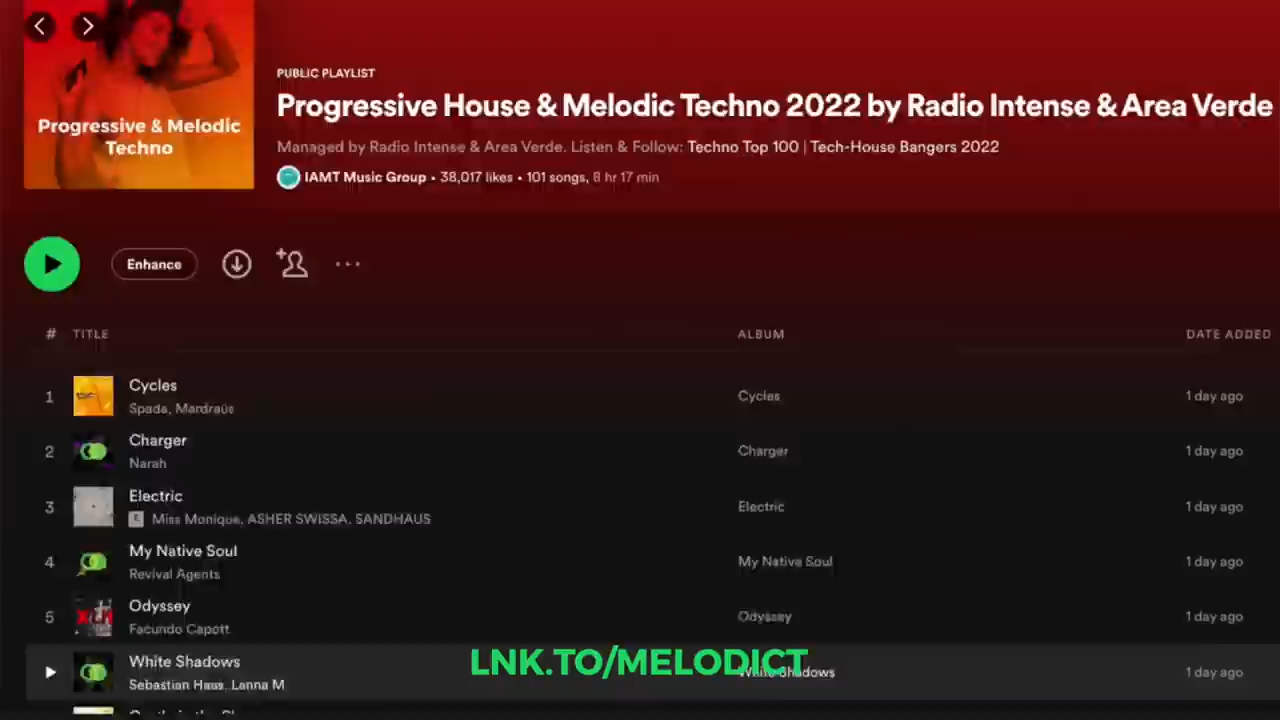 Progressive & Melodic
Techno
PUBLIC PLAYLIST
Progressive House & Melodic Techno 2022 by Radio Intense & Area Verde
Managed by Radio Intense & Area Verde. Listen & Follow: Techno Top 100 | Tech-House Bangers 2022
IAMT Music Group • 38,017 likes • 101 songs, 8 hr 17 min
Enhance
# TITLE ALBUM DATE ADDED
1 Cycles Cycles 1 day ago
Spada, Mardraüs
2 Charger Charger 1 day ago
Narah
3 Electric Electric 1 day ago
E Miss Monique, ASHER SWISSA, SANDHAUS
4 My Native Soul My Native Soul 1 day ago
Revival Agents
5 Odyssey Odyssey 1 day ago
Facundo Capott
White Shadows White Shadows 1 day ago
Sebastian Haas, Lanna M
LNK.TO/MELODICT